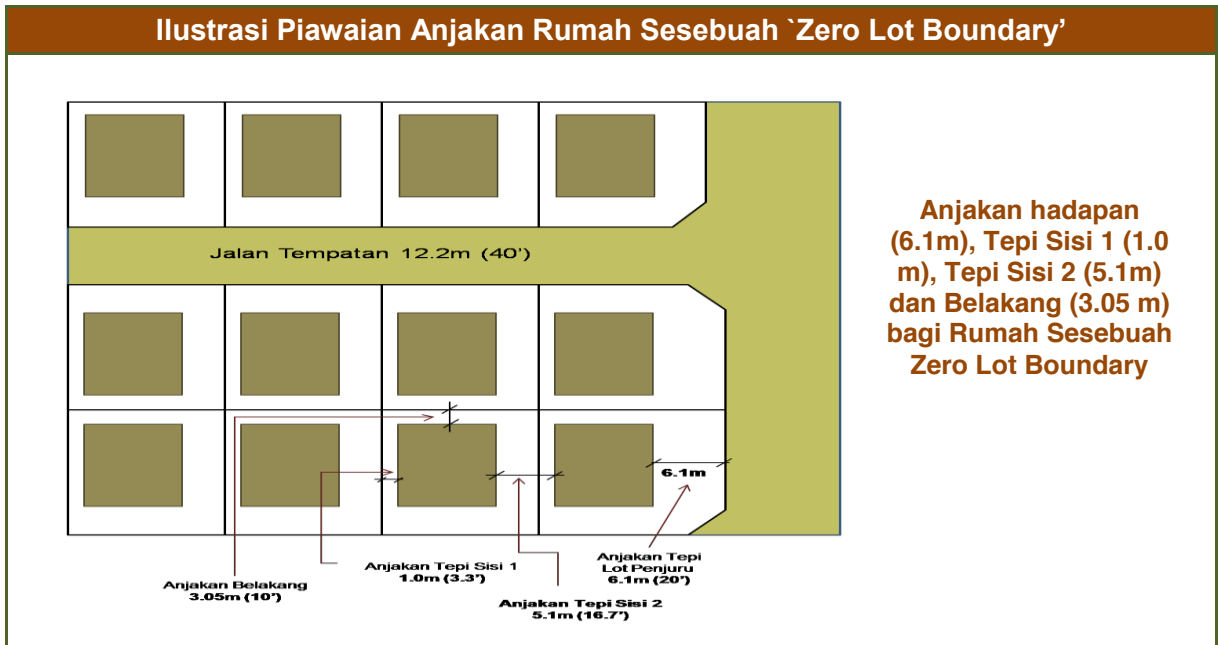 Ilustrasi Piawaian Anjakan Rumah Sesebuah `Zero Lot Boundary’
Jalan Tempatan 12.2m (40')
Anjakan hadapan
(6.1m), Tepi Sisi 1 (1.0
m), Tepi Sisi 2 (5.1m)
dan Belakang (3.05 m)
bagi Rumah Sesebuah
Zero Lot Boundary
6.1m
Anjakan Belakang
3.05m (10')
Anjakan Tepi Sisi 1
1.0m (3.3')
Anjakan Tepi Sisi 2
5.1m (16.7')
Anjakan Tepi
Lot Penjuru
6.1m (20')